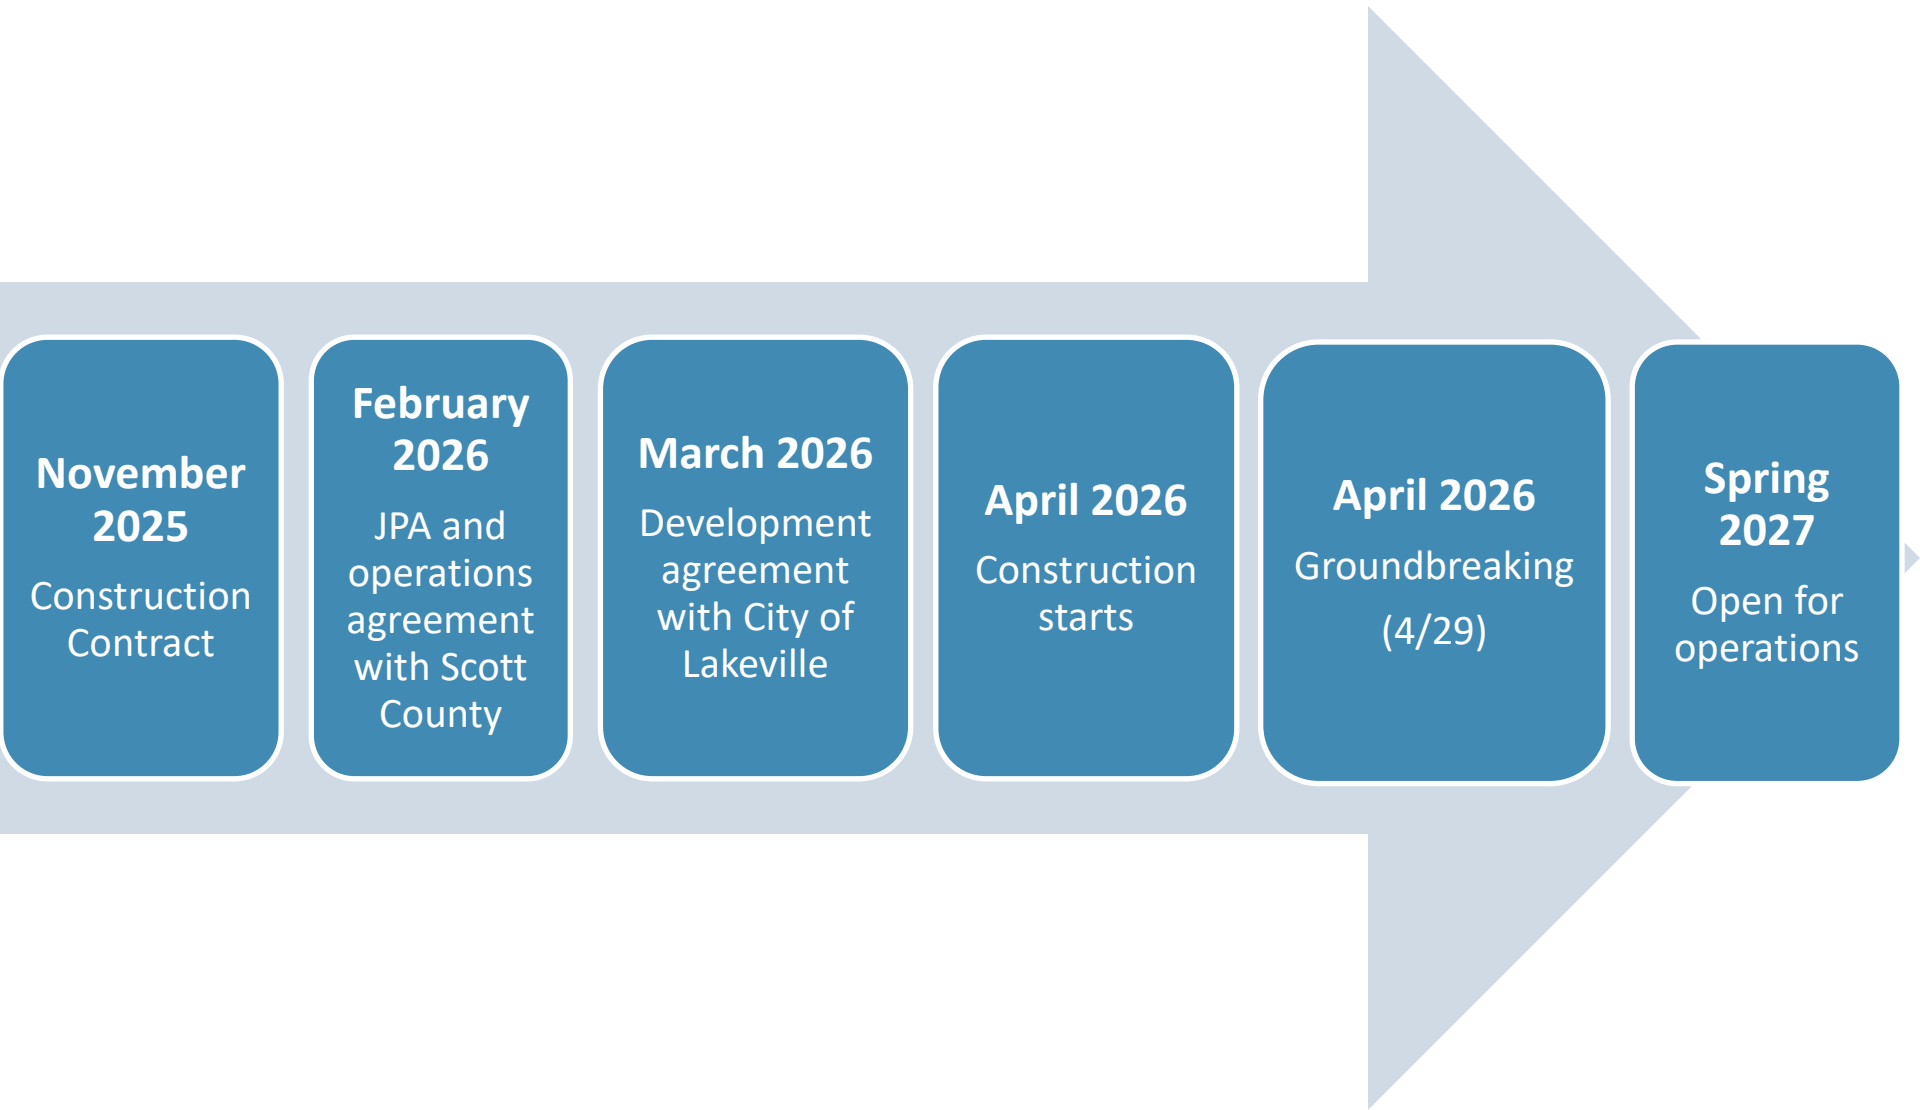 November
2025
Construction
Contract
February
2026
JPA and
operations
agreement
with Scott
County
March 2026
Development
agreement
with City of
Lakeville
April 2026
Construction
starts
April 2026
Groundbreaking
(4/29)
Spring
2027
Open for
operations